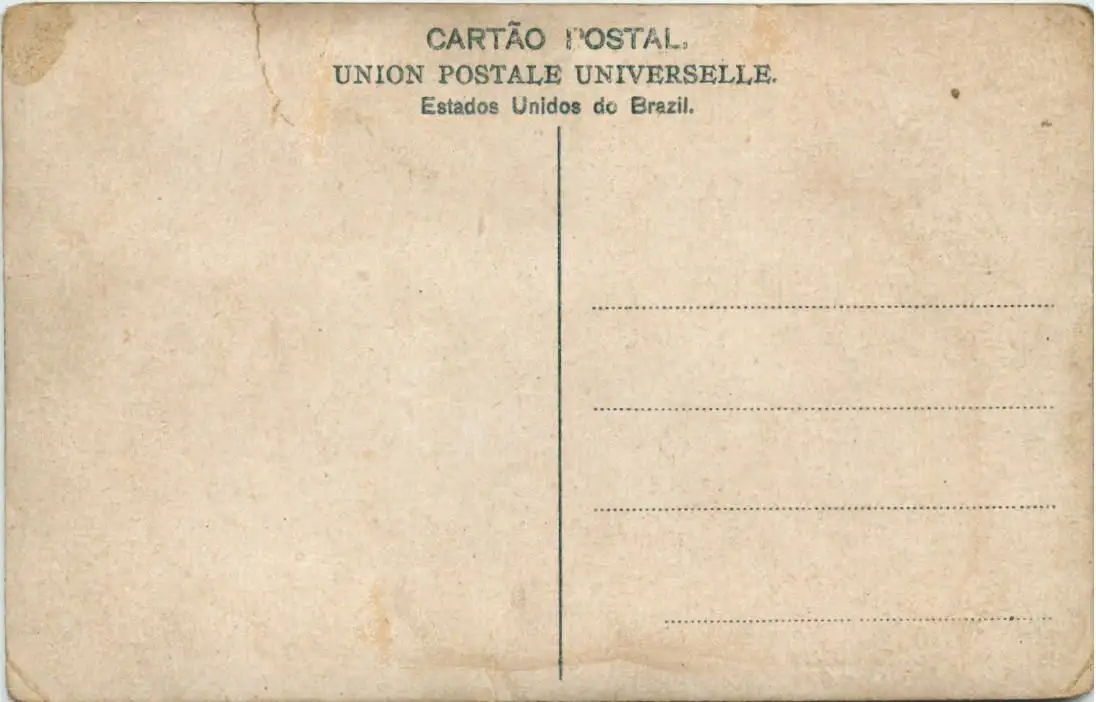 CARTÃO POSTAL.
UNION POSTALE UNIVERSELLE.
Estados Unidos do Brazil.